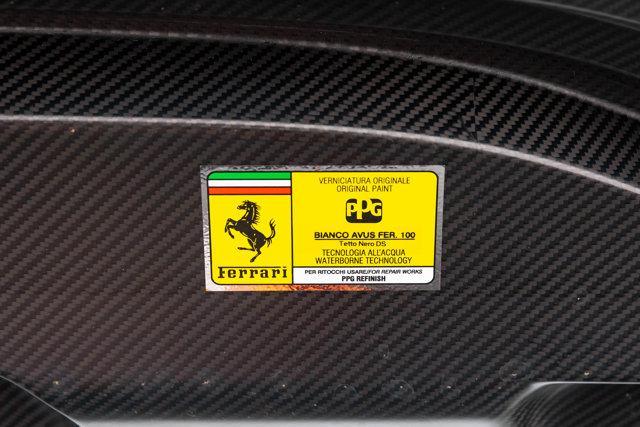 VERNICIATURA ORIGINALE
ORIGINAL PAINT
PPG
BIANCO AVUS FER. 100
Tetto Nero DS
TECNOLOGIA ALL'ACQUA
WATERBORNE TECHNOLOGY
Ferrari
PER RITOCCHI USARE/FOR REPAIR WORKS
PPG REFINISH